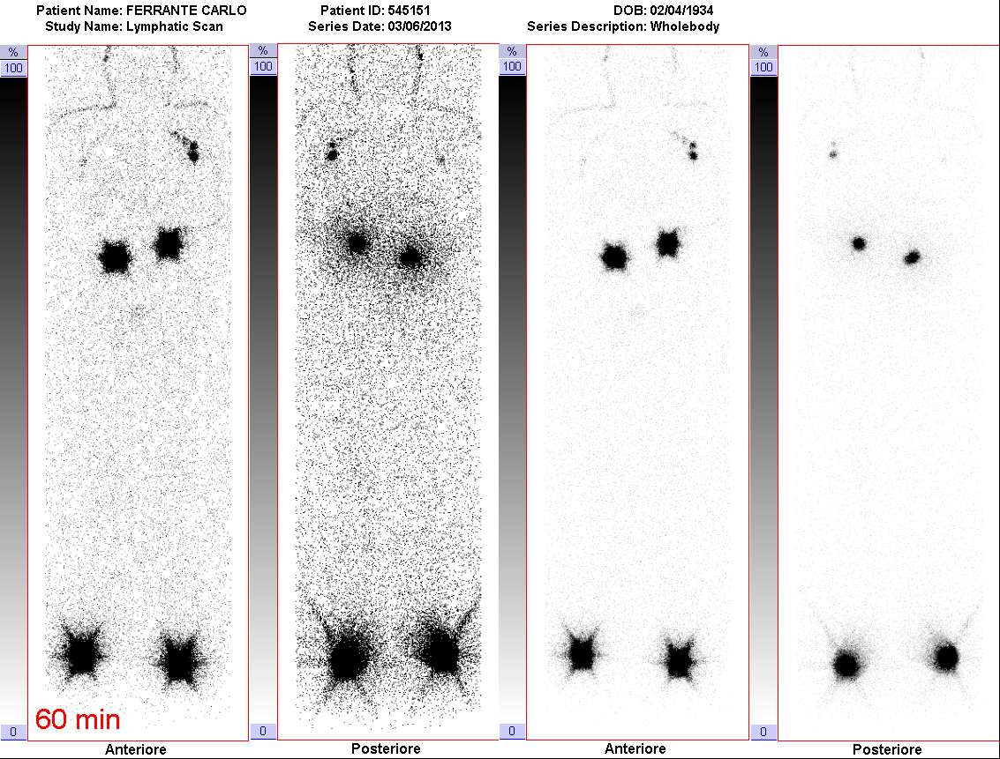 Patient Name: FERRANTE CARLO Patient ID: 545151 DOB: 02/04/1934
Study Name: Lymphatic Scan Series Date: 03/06/2013 Series Description: Wholebody
% % % %
100 100 100 100
60 min
0 0 0 0
Anteriore Posteriore Anteriore Posteriore